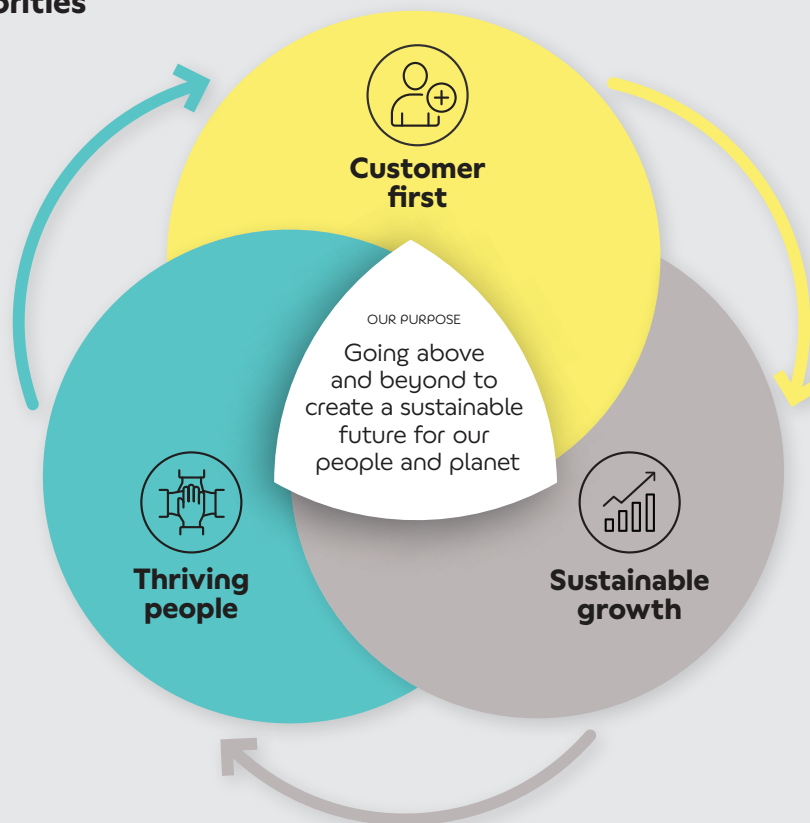 Customer
first
OUR PURPOSE
Going above
and beyond to
create a sustainable
future for our
people and planet
Thriving
people
Sustainable
growth